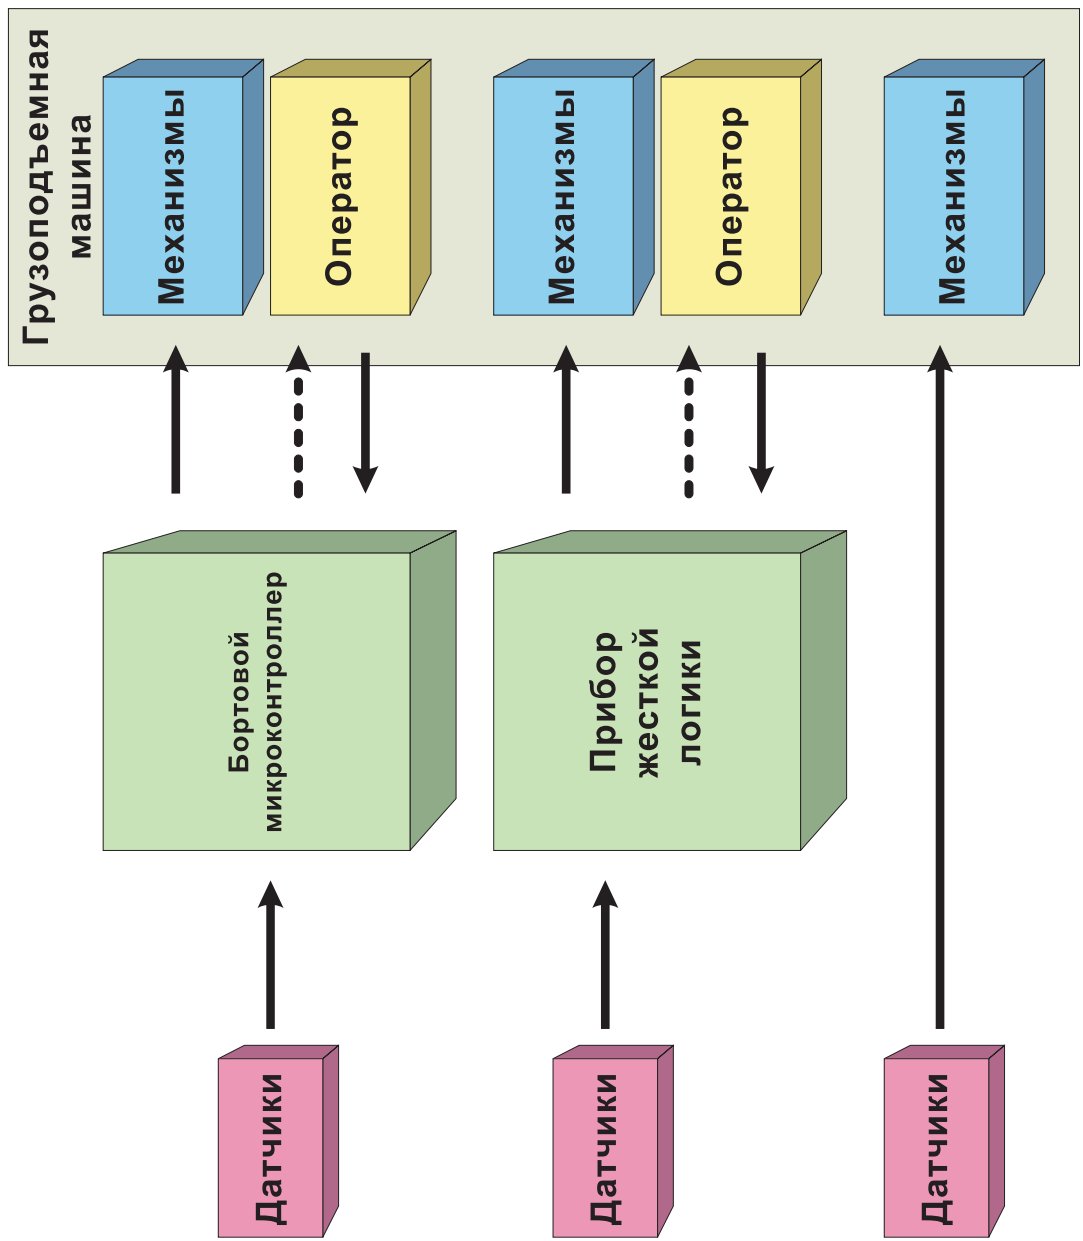 Грузоподъемная
машина
Механизмы
Оператор
Механизмы
Оператор
Механизмы
Бортовой
микроконтроллер
Прибор
жесткой
логики
Датчики
Датчики
Датчики